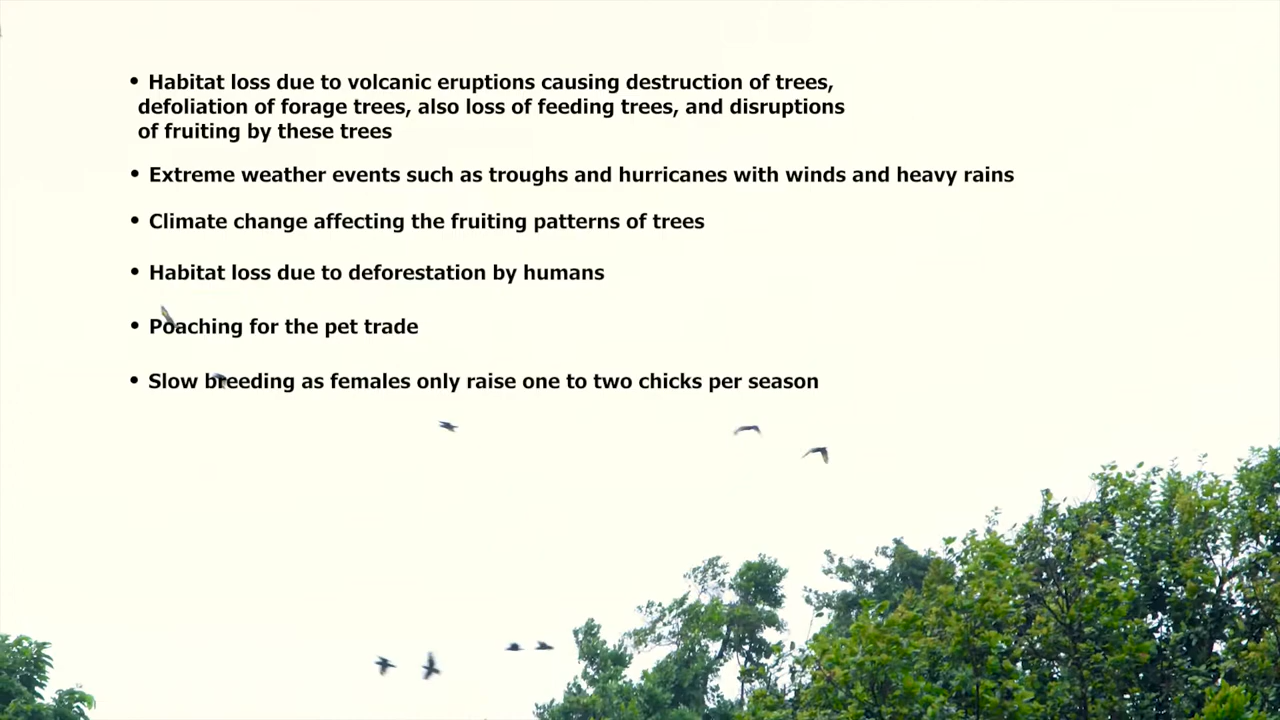 • Habitat loss due to volcanic eruptions causing destruction of trees,
defoliation of forage trees, also loss of feeding trees, and disruptions
of fruiting by these trees
• Extreme weather events such as troughs and hurricanes with winds and heavy rains
• Climate change affecting the fruiting patterns of trees
• Habitat loss due to deforestation by humans
• Poaching for the pet trade
• Slow breeding as females only raise one to two chicks per season